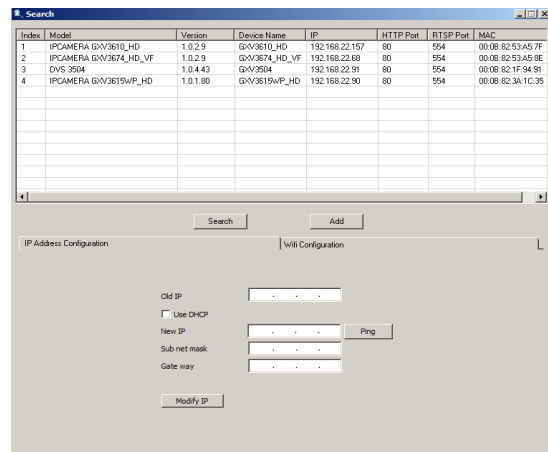 Search
Index Model Version Device Name IP HTTP Port RTSP Port MAC
1 IPCAMERA GXV3610_HD 1.0.2.9 GXV3610_HD 192.168.22.157 80 554 00:0B:82:53:A5:7F
2 IPCAMERA GXV3674_HD_VF 1.0.2.9 GXV3674_HD_VF 192.168.22.68 80 554 00:0B:82:53:A5:8E
3 DVS 3504 1.0.4.43 GXV3504 192.168.22.91 80 554 00:0B:82:1F:94:91
4 IPCAMERA GXV3615WP_HD 1.0.1.80 GXV3615WP_HD 192.168.22.90 80 554 00:0B:82:3A:1C:35
Search Add
IP Address Configuration Wifi Configuration
Old IP . . .
Use DHCP
New IP . . . Ping
Sub net mask . . .
Gate way . . .
Modify IP